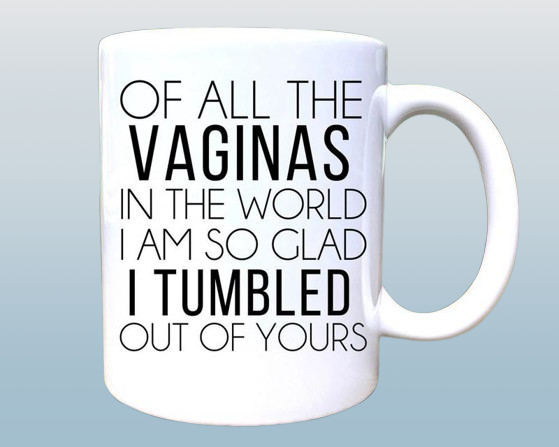 OF ALL THE
VAGINAS
IN THE WORLD
I AM SO GLAD
I TUMBLED
OUT OF YOURS